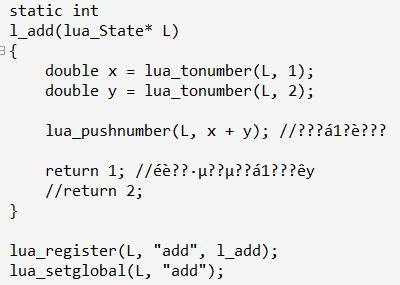 static int
l_add(lua_State* L)
{
    double x = lua_tonumber(L, 1);
    double y = lua_tonumber(L, 2);

    lua_pushnumber(L, x + y); //???á1?è???

    return 1; //éè??·µ??µ??á1???êy
    //return 2;
}

lua_register(L, "add", l_add);
lua_setglobal(L, "add");